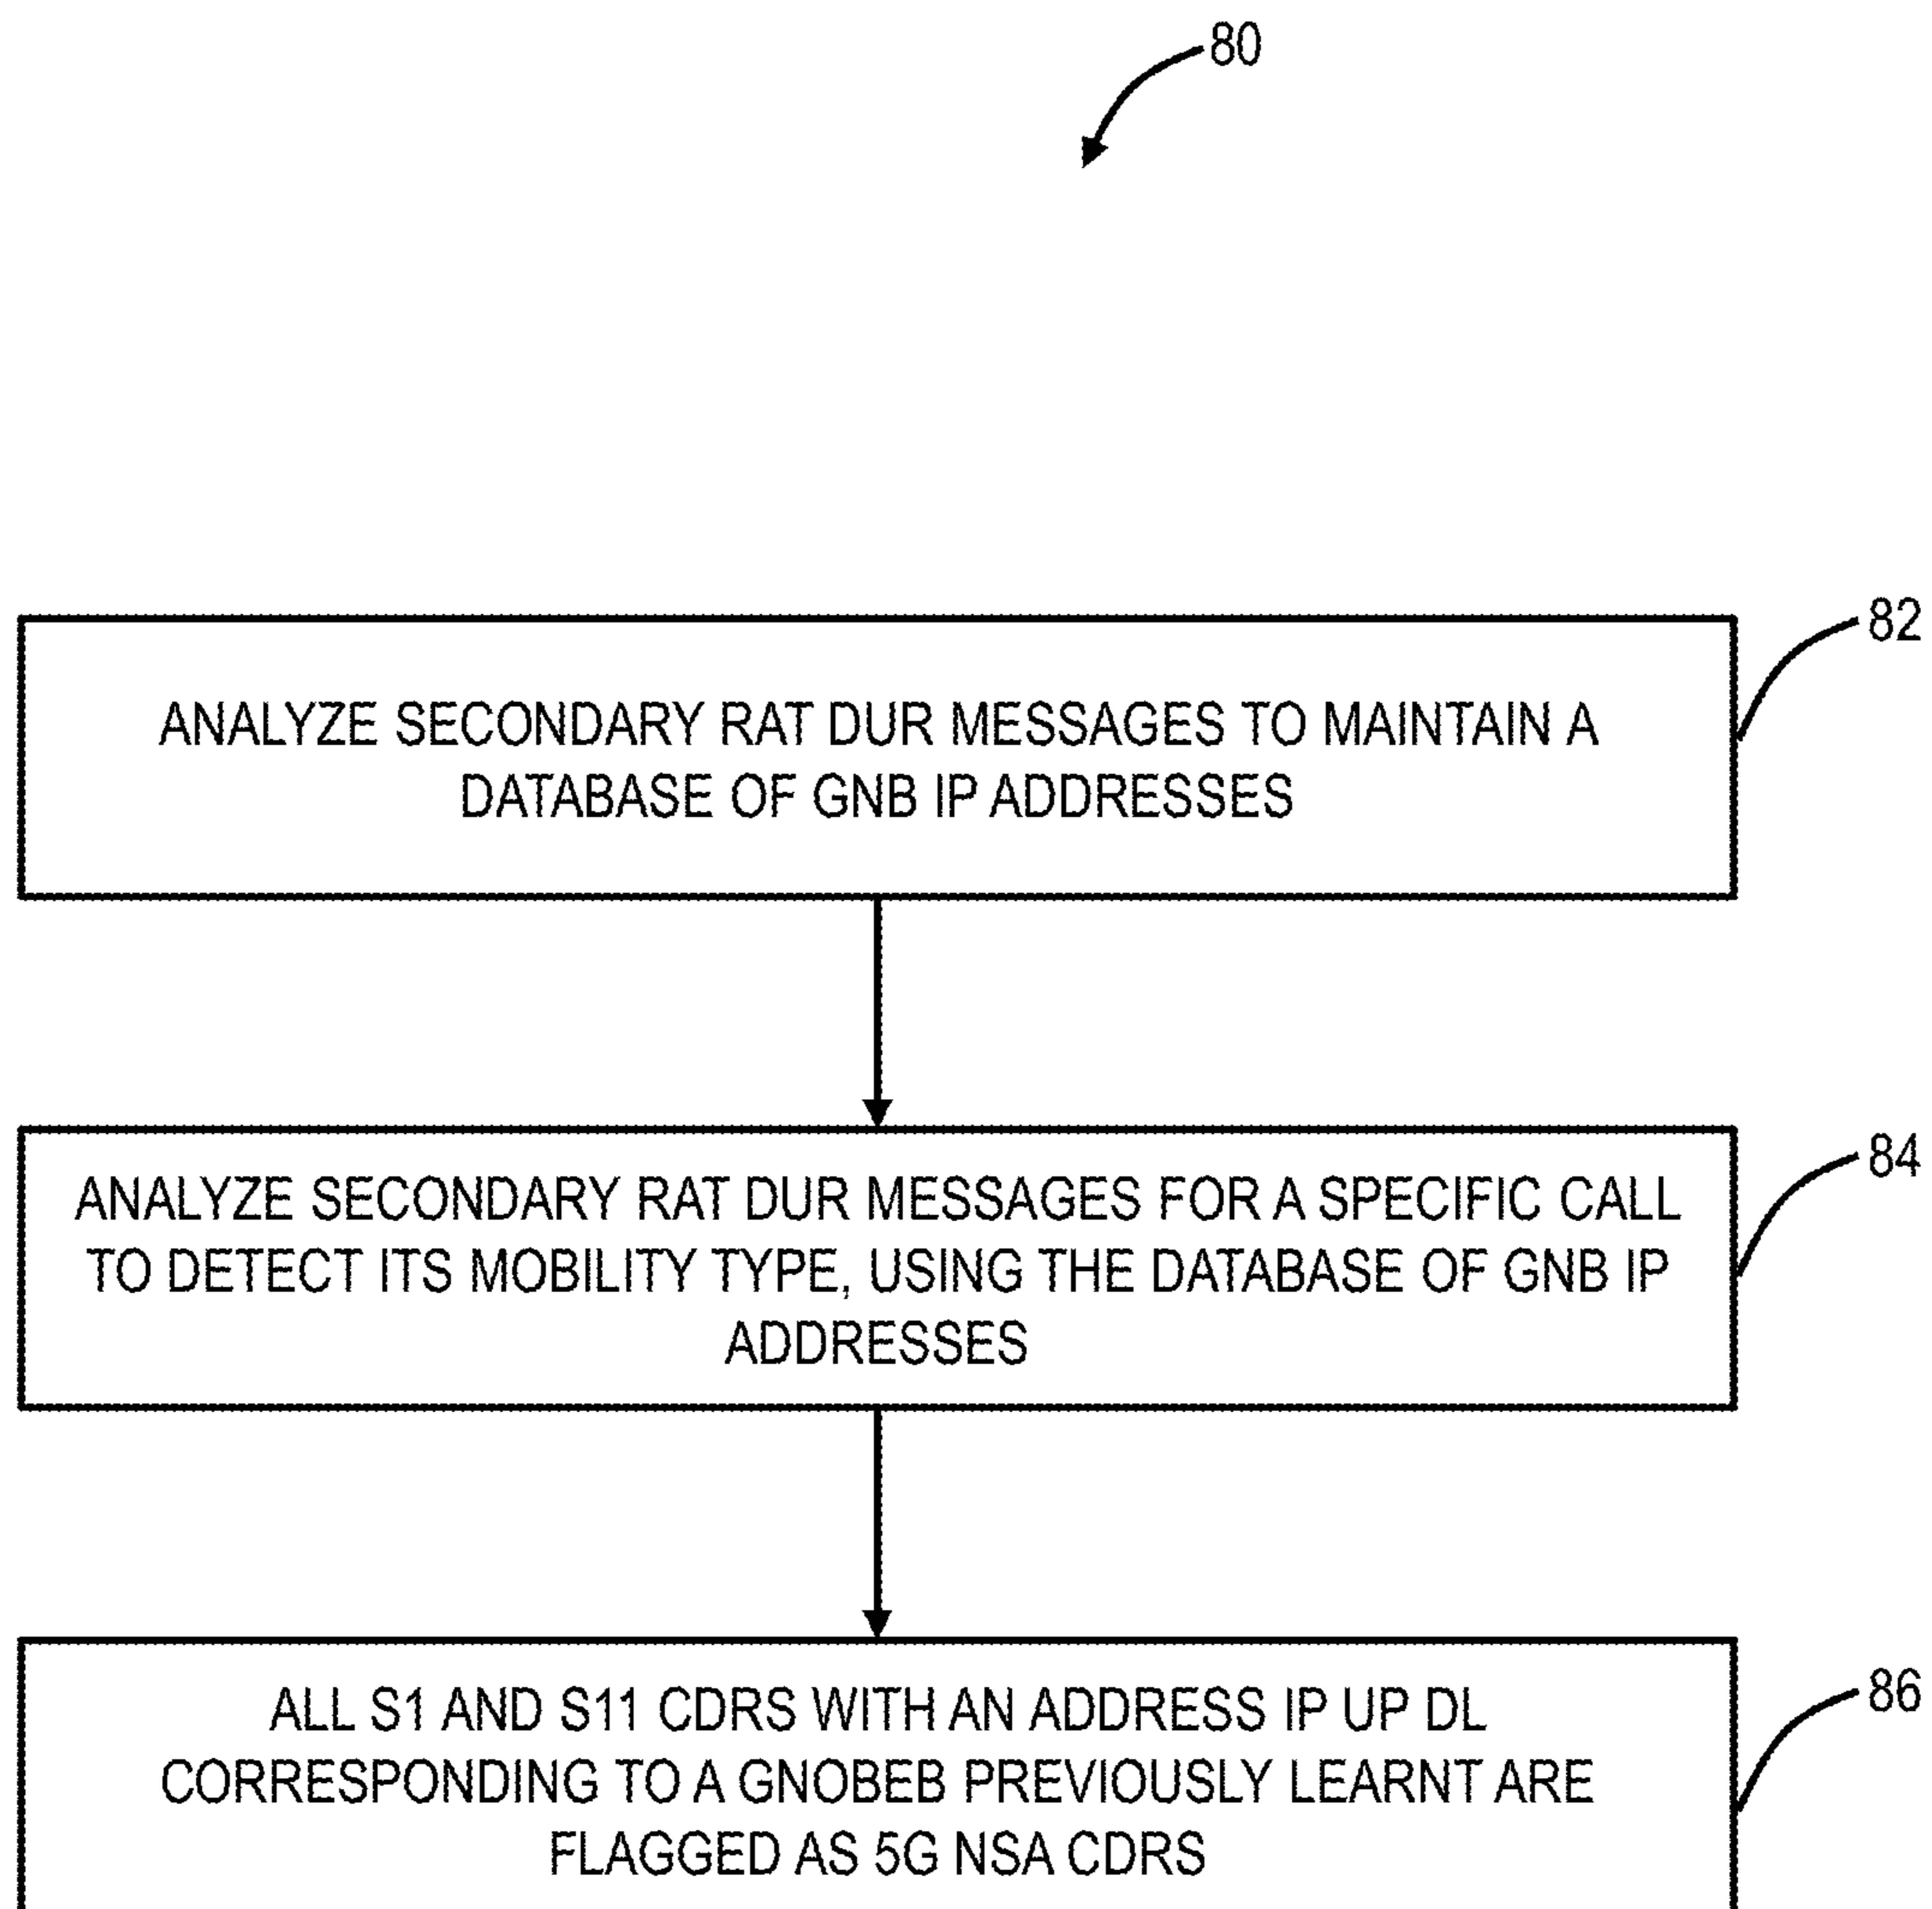 80
82
ANALYZE SECONDARY RAT DUR MESSAGES TO MAINTAIN A
DATABASE OF GNB IP ADDRESSES
84
ANALYZE SECONDARY RAT DUR MESSAGES FOR A SPECIFIC CALL
TO DETECT ITS MOBILITY TYPE, USING THE DATABASE OF GNB IP
ADDRESSES
86
ALL S1 AND S11 CDRS WITH AN ADDRESS IP UP DL
CORRESPONDING TO A GNOBEB PREVIOUSLY LEARNT ARE
FLAGGED AS 5G NSA CDRS